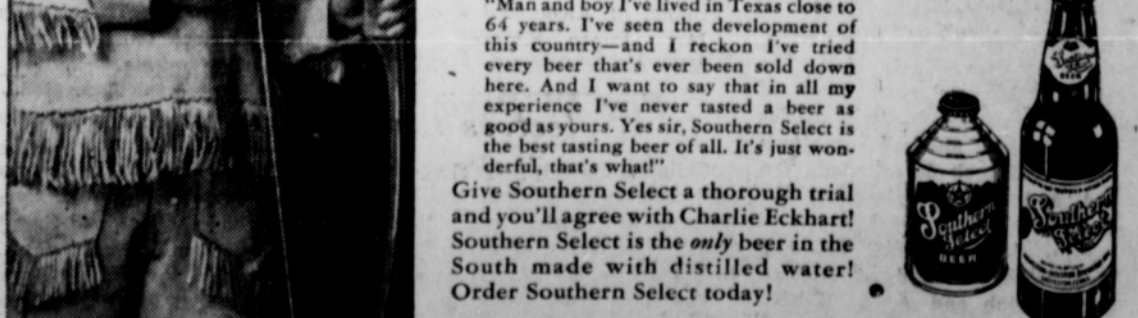 "Man and boy I've lived in Texas close to
64 years. I've seen the development of
this country—and I reckon I've tried
every beer that's ever been sold down
here. And I want to say that in all my
experience I've never tasted a beer as
good as yours. Yes sir, Southern Select is
the best tasting beer of all. It's just won-
derful, that's what!"
Give Southern Select a thorough trial
and you'll agree with Charlie Eckhart!
Southern Select is the only beer in the
South made with distilled water!
Order Southern Select today!
Southern
Select
BEER
Southern
Select
BEER
Southern
Select